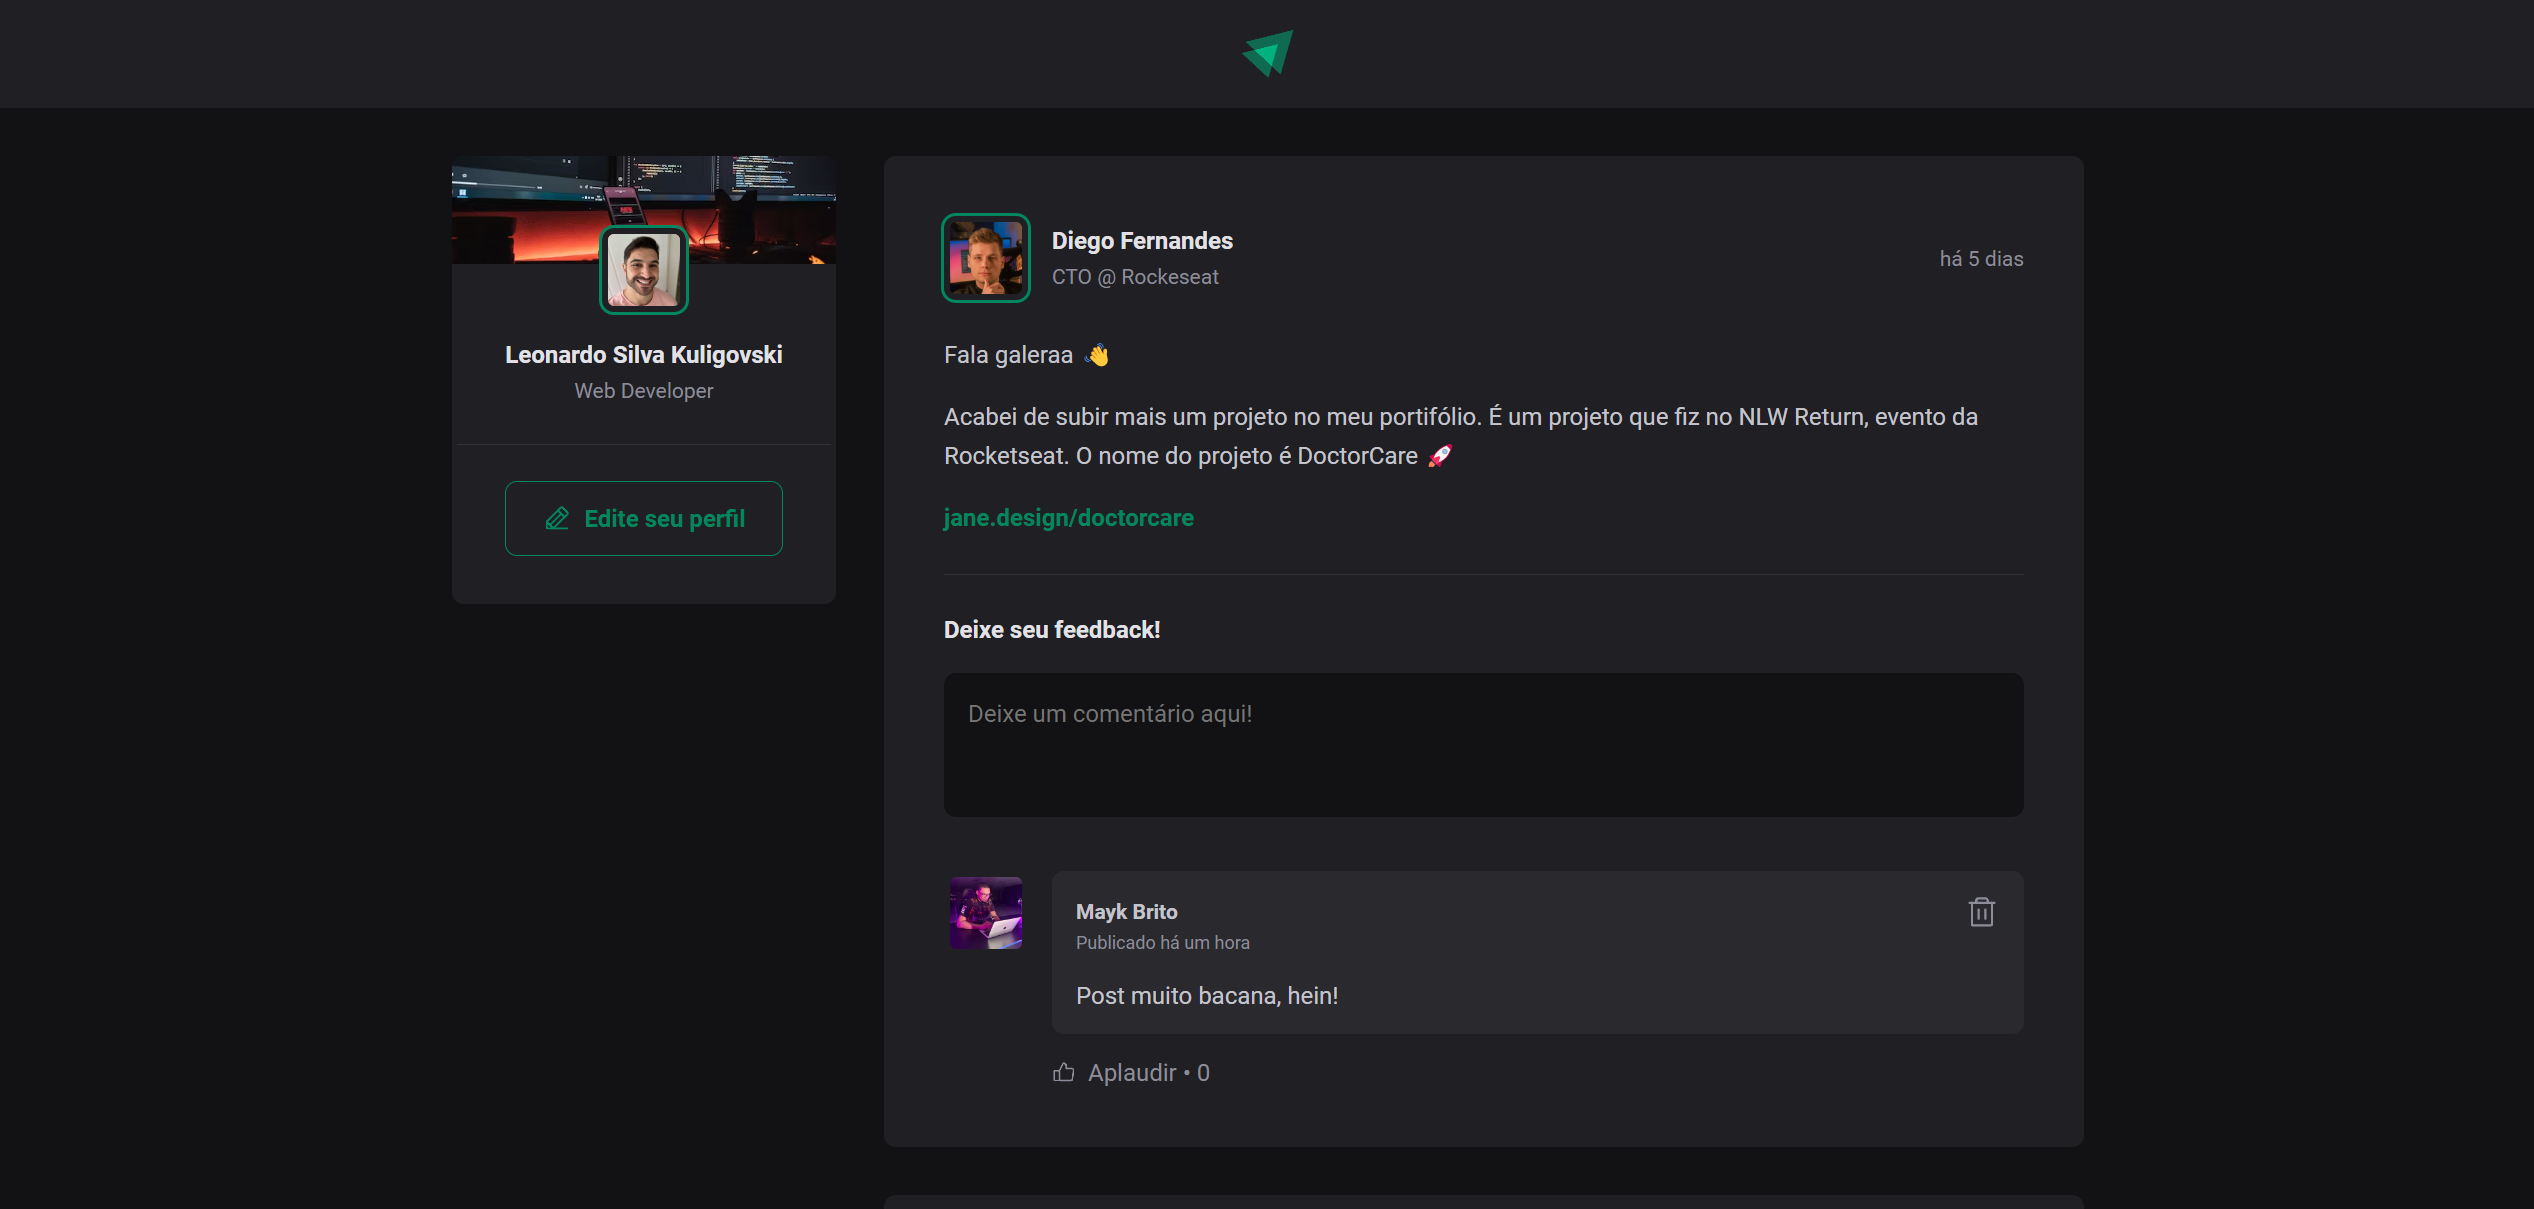 Leonardo Silva Kuligovski
Web Developer
Edite seu perfil
Diego Fernandes
CTO @ Rockeseat
há 5 dias
Fala galeraa 👋
Acabei de subir mais um projeto no meu portifólio. É um projeto que fiz no NLW Return, evento da
Rocketseat. O nome do projeto é DoctorCare 🚀
jane.design/doctorcare
Deixe seu feedback!
Deixe um comentário aqui!
Mayk Brito
Publicado há um hora
Post muito bacana, hein!
Aplaudir • 0